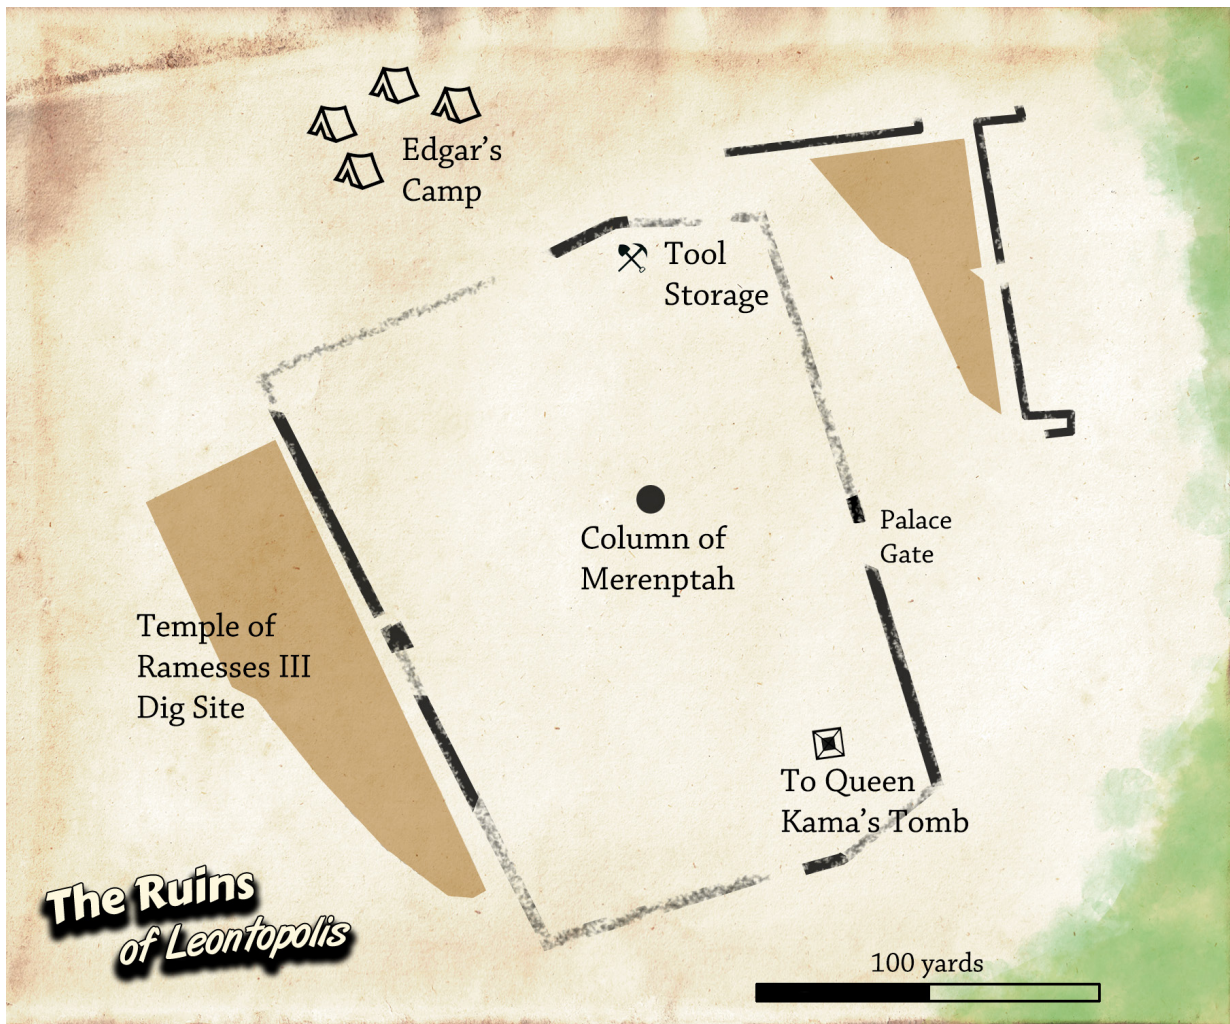 Edgar’s
Camp
Tool
Storage
Column of
Merenptah
Palace
Gate
Temple of
Ramesses III
Dig Site
To Queen
Kama’s Tomb
The Ruins
of Leontopolis
100 yards